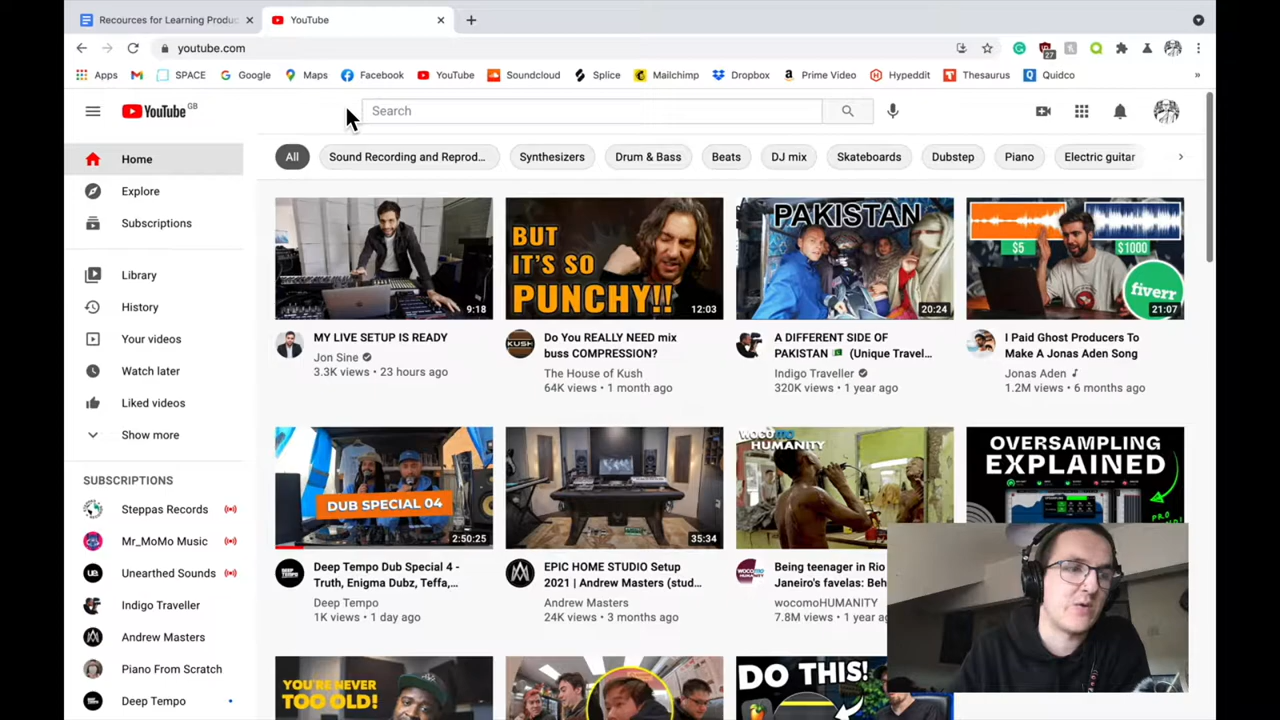 Recources for Learning Produc
YouTube
youtube.com
27
Apps
SPACE
Google
Maps
Facebook
YouTube
Soundcloud
Splice
Mailchimp
Dropbox
Prime Video
Hypeddit
Thesaurus
Quidco
»
YouTube GB
Search
Home
Explore
Subscriptions
Library
History
Your videos
Watch later
Liked videos
Show more
SUBSCRIPTIONS
Steppas Records
Mr_MoMo Music
Unearthed Sounds
Indigo Traveller
Andrew Masters
Piano From Scratch
Deep Tempo
All
Sound Recording and Reprod...
Synthesizers
Drum & Bass
Beats
DJ mix
Skateboards
Dubstep
Piano
Electric guitar
9:18
MY LIVE SETUP IS READY
Jon Sine
3.3K views • 23 hours ago
BUT
IT'S SO
PUNCHY!!
12:03
Do You REALLY NEED mix
buss COMPRESSION?
KUSH
The House of Kush
64K views • 1 month ago
PAKISTAN
20:24
A DIFFERENT SIDE OF
PAKISTAN 🇵🇰 (Unique Travel...
Indigo Traveller
320K views • 1 year ago
$5
$1000
fiverr
21:07
I Paid Ghost Producers To
Make A Jonas Aden Song
Jonas Aden
1.2M views • 6 months ago
DUB SPECIAL 04
2:50:25
Deep Tempo Dub Special 4 -
Truth, Enigma Dubz, Teffa,...
Deep Tempo
1K views • 1 day ago
35:34
EPIC HOME STUDIO Setup
2021 | Andrew Masters (stud...
Andrew Masters
24K views • 3 months ago
WOCOMO
HUMANITY
Being teenager in Rio
Janeiro's favelas: Beh
wocomoHUMANITY
7.8M views • 1 year a
OVERSAMPLING
EXPLAINED
PRO
YOU'RE NEVER
TOO OLD!
DO THIS!